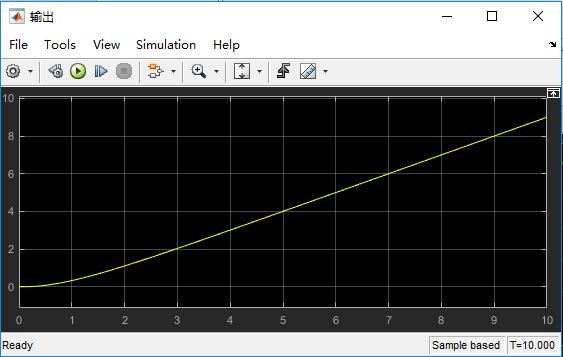 输出
File Tools View Simulation Help
10
8
6
4
2
0
0 1 2 3 4 5 6 7 8 9 10
Ready Sample based T=10.000